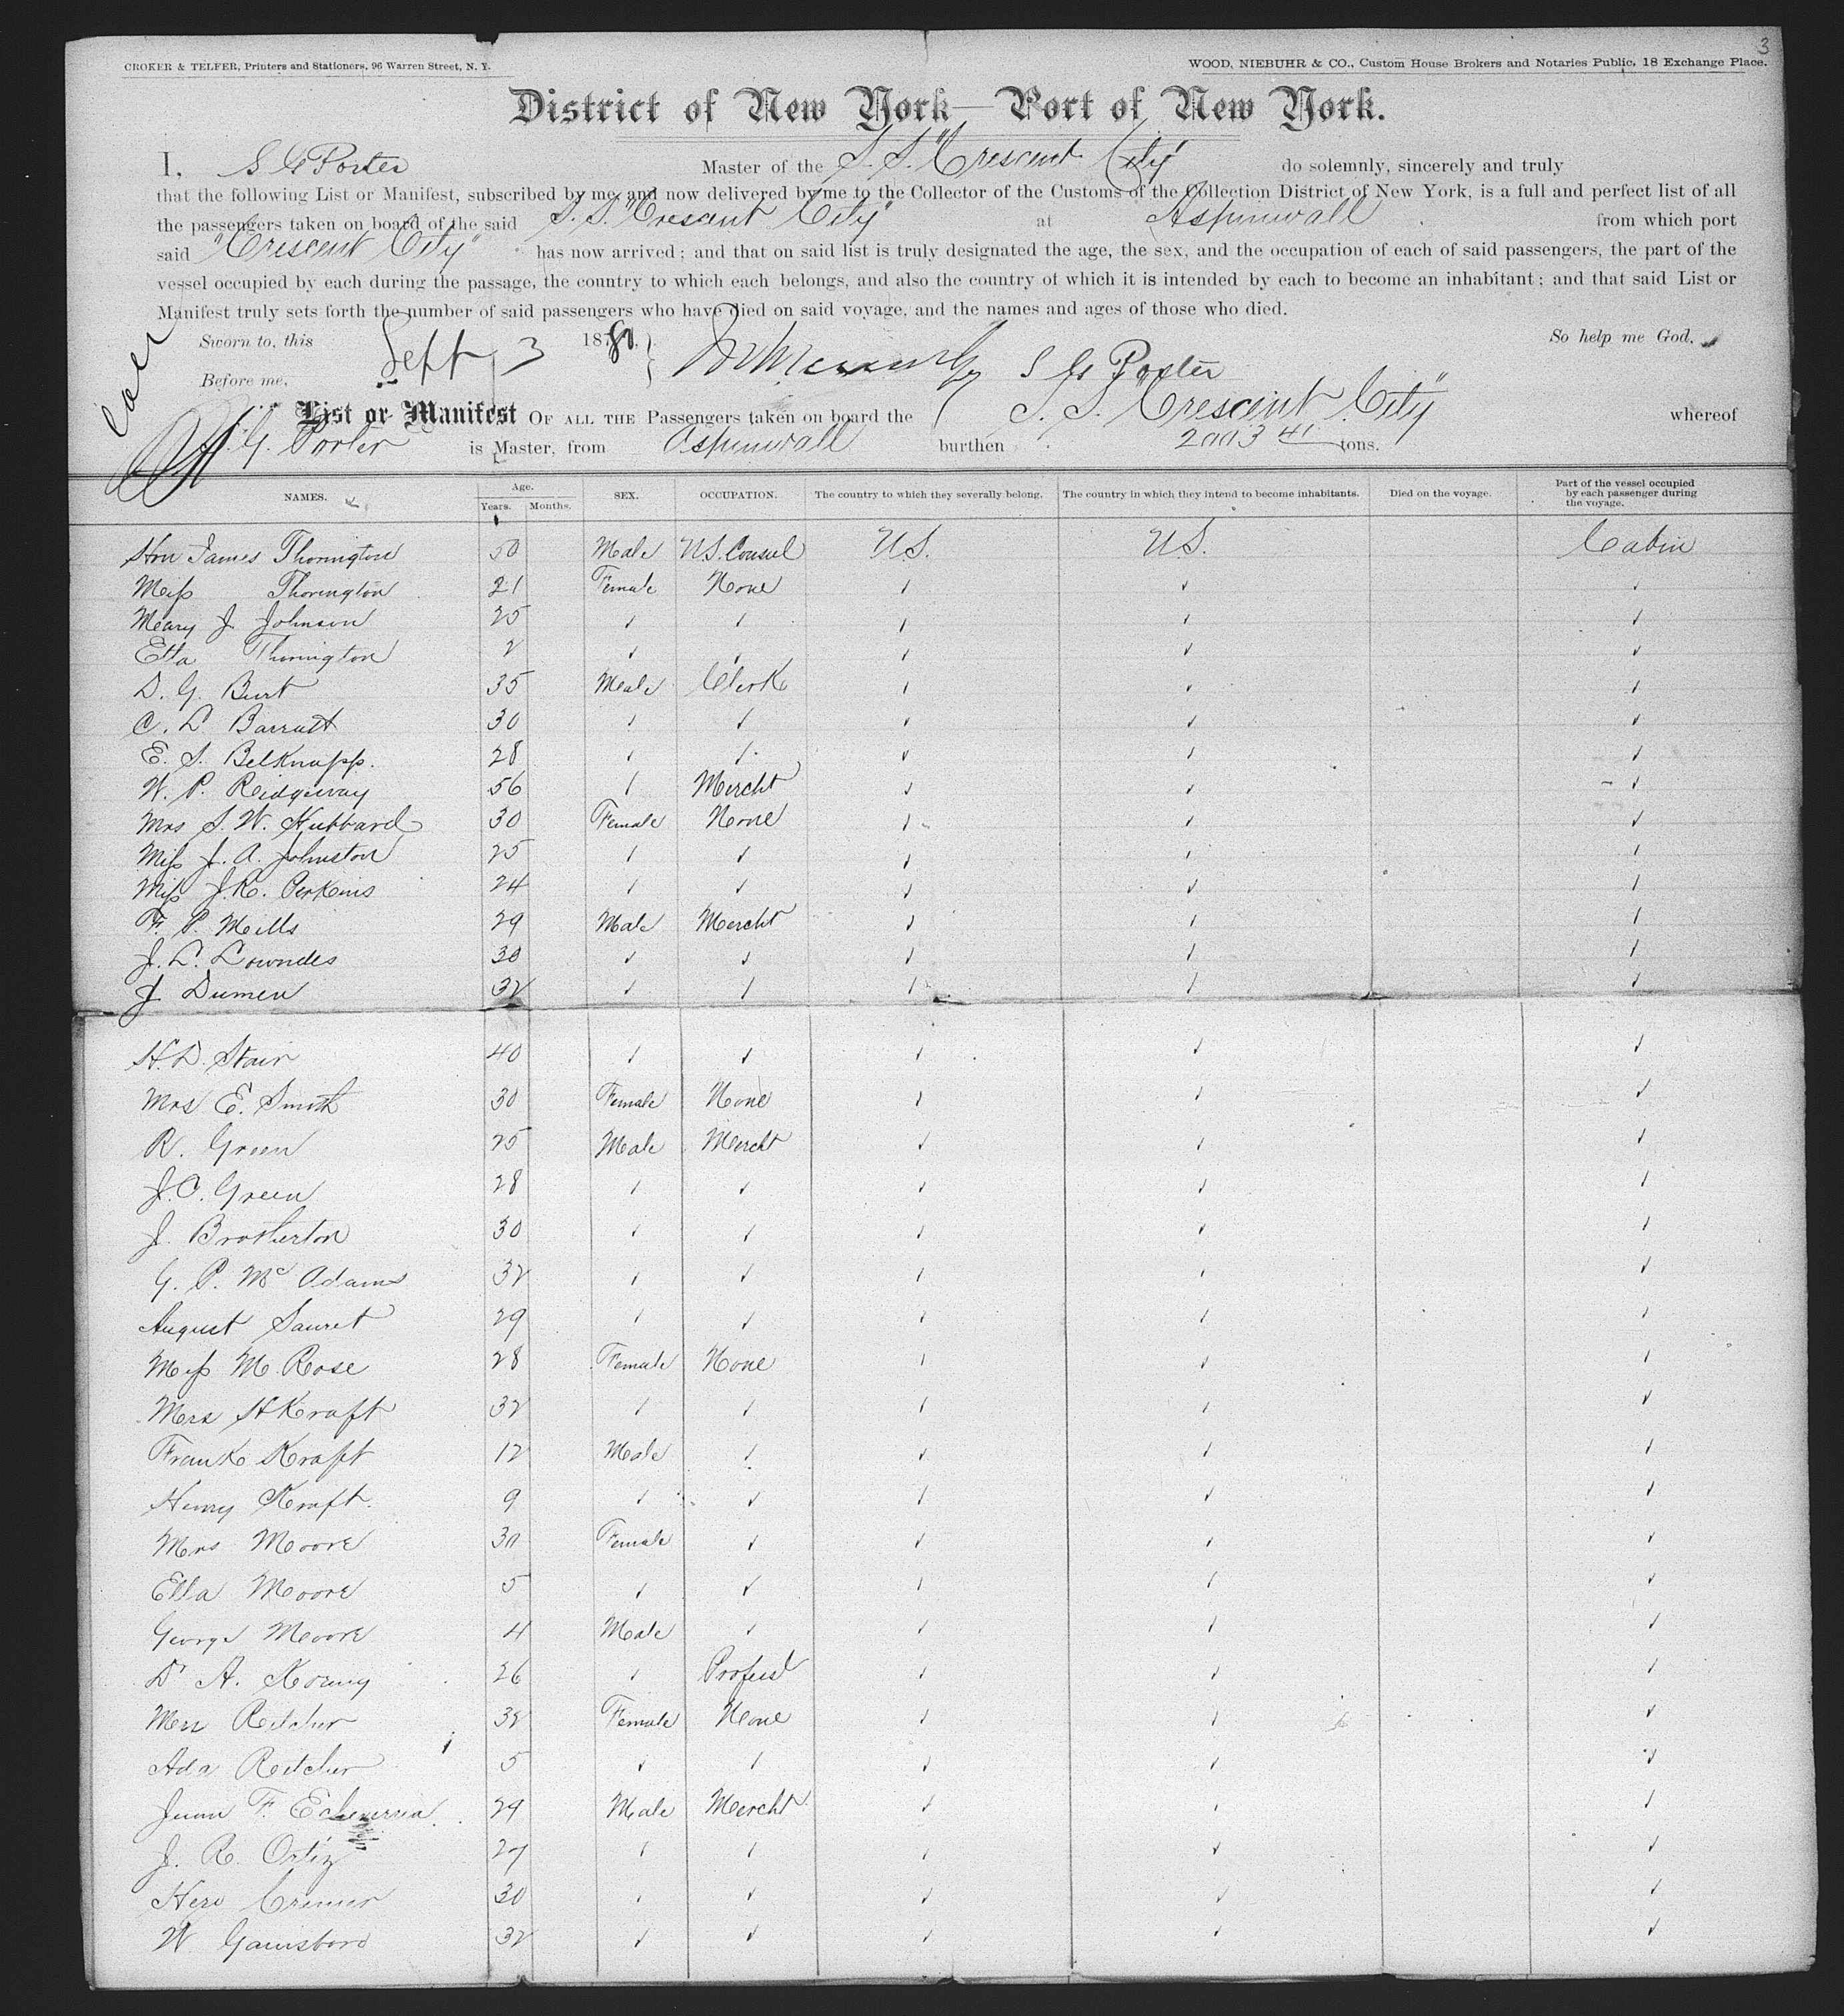 3
CROKER & TELFER, Printers and Stationers, 96 Warren Street, N. Y. WOOD, NIEBUHR & CO., Custom House Brokers and Notaries Public, 18 Exchange Place.
District of New York—Port of New York.
I, S G Porter Master of the S. S. "Crescent City" do solemnly, sincerely and truly
that the following List or Manifest, subscribed by me, and now delivered by me to the Collector of the Customs of the Collection District of New York, is a full and perfect list of all
the passengers taken on board of the said S. S. "Crescent City" at Aspinwall from which port
said "Crescent City" has now arrived; and that on said list is truly designated the age, the sex, and the occupation of each of said passengers, the part of the
vessel occupied by each during the passage, the country to which each belongs, and also the country of which it is intended by each to become an inhabitant; and that said List or
Manifest truly sets forth the number of said passengers who have died on said voyage, and the names and ages of those who died.
Sworn to, this Sept 3 1880. So help me God.
Before me, S G Porter
List or Manifest OF ALL THE Passengers taken on board the S. S. "Crescent City" whereof
S. G. Porter is Master, from Aspinwall burthen 2003 41 tons.
NAMES. Age. Years. Months. SEX. OCCUPATION. The country to which they severally belong. The country in which they intend to become inhabitants. Died on the voyage. Part of the vessel occupied by each passenger during the voyage.
Hon James Thorington 50 Male U.S. Consul U.S. U.S. Cabin
Miss Thorington 21 Female None ✓ ✓ ✓
Mary J Johnson 25 ✓ ✓ ✓ ✓ ✓
Etta Thorington 2 ✓ ✓ ✓ ✓ ✓
D. G. Burt 35 Male Clerk ✓ ✓ ✓
C. L Barratt 30 ✓ ✓ ✓ ✓ ✓
E. S. Belknapp. 28 ✓ ✓ ✓ ✓ ✓
W. P. Ridgeway 56 ✓ Mercht ✓ ✓ ✓
Mrs S. W. Hubbard 30 Female None ✓ ✓ ✓
Miss J. A. Johnston 25 ✓ ✓ ✓ ✓ ✓
Miss J. R. Perkins 24 ✓ ✓ ✓ ✓ ✓
F. P. Mills 29 Male Mercht ✓ ✓ ✓
J. L. Lowndes 30 ✓ ✓ ✓ ✓ ✓
J Dumen 32 ✓ ✓ ✓ ✓ ✓
H. D. Stair 40 ✓ ✓ ✓ ✓ ✓
Mrs E. Smith 30 Female None ✓ ✓ ✓
R. Green 25 Male Mercht ✓ ✓ ✓
J. C. Green 28 ✓ ✓ ✓ ✓ ✓
J. Brotherton 30 ✓ ✓ ✓ ✓ ✓
G. P. McAdams 32 ✓ ✓ ✓ ✓ ✓
August Sauret 29 ✓ ✓ ✓ ✓ ✓
Miss M. Rose 28 Female None ✓ ✓ ✓
Mrs H Kraft 32 ✓ ✓ ✓ ✓ ✓
Frank Kraft 12 Male ✓ ✓ ✓ ✓
Henry Kraft. 9 ✓ ✓ ✓ ✓ ✓
Mrs Moore 30 Female ✓ ✓ ✓ ✓
Ella Moore 5 ✓ ✓ ✓ ✓ ✓
George Moore 4 Male ✓ ✓ ✓ ✓
Dr A. 26 ✓ ✓ ✓ ✓
Mrs Female None ✓ ✓ ✓
Ada 5 ✓ ✓ ✓ ✓ ✓
Juan F. Echeverria. 29 Male Mercht ✓ ✓ ✓
J. R. Ortiz 27 ✓ ✓ ✓ ✓ ✓
Cremer 30 ✓ ✓ ✓ ✓ ✓
W Gainsboro 32 ✓ ✓ ✓ ✓ ✓